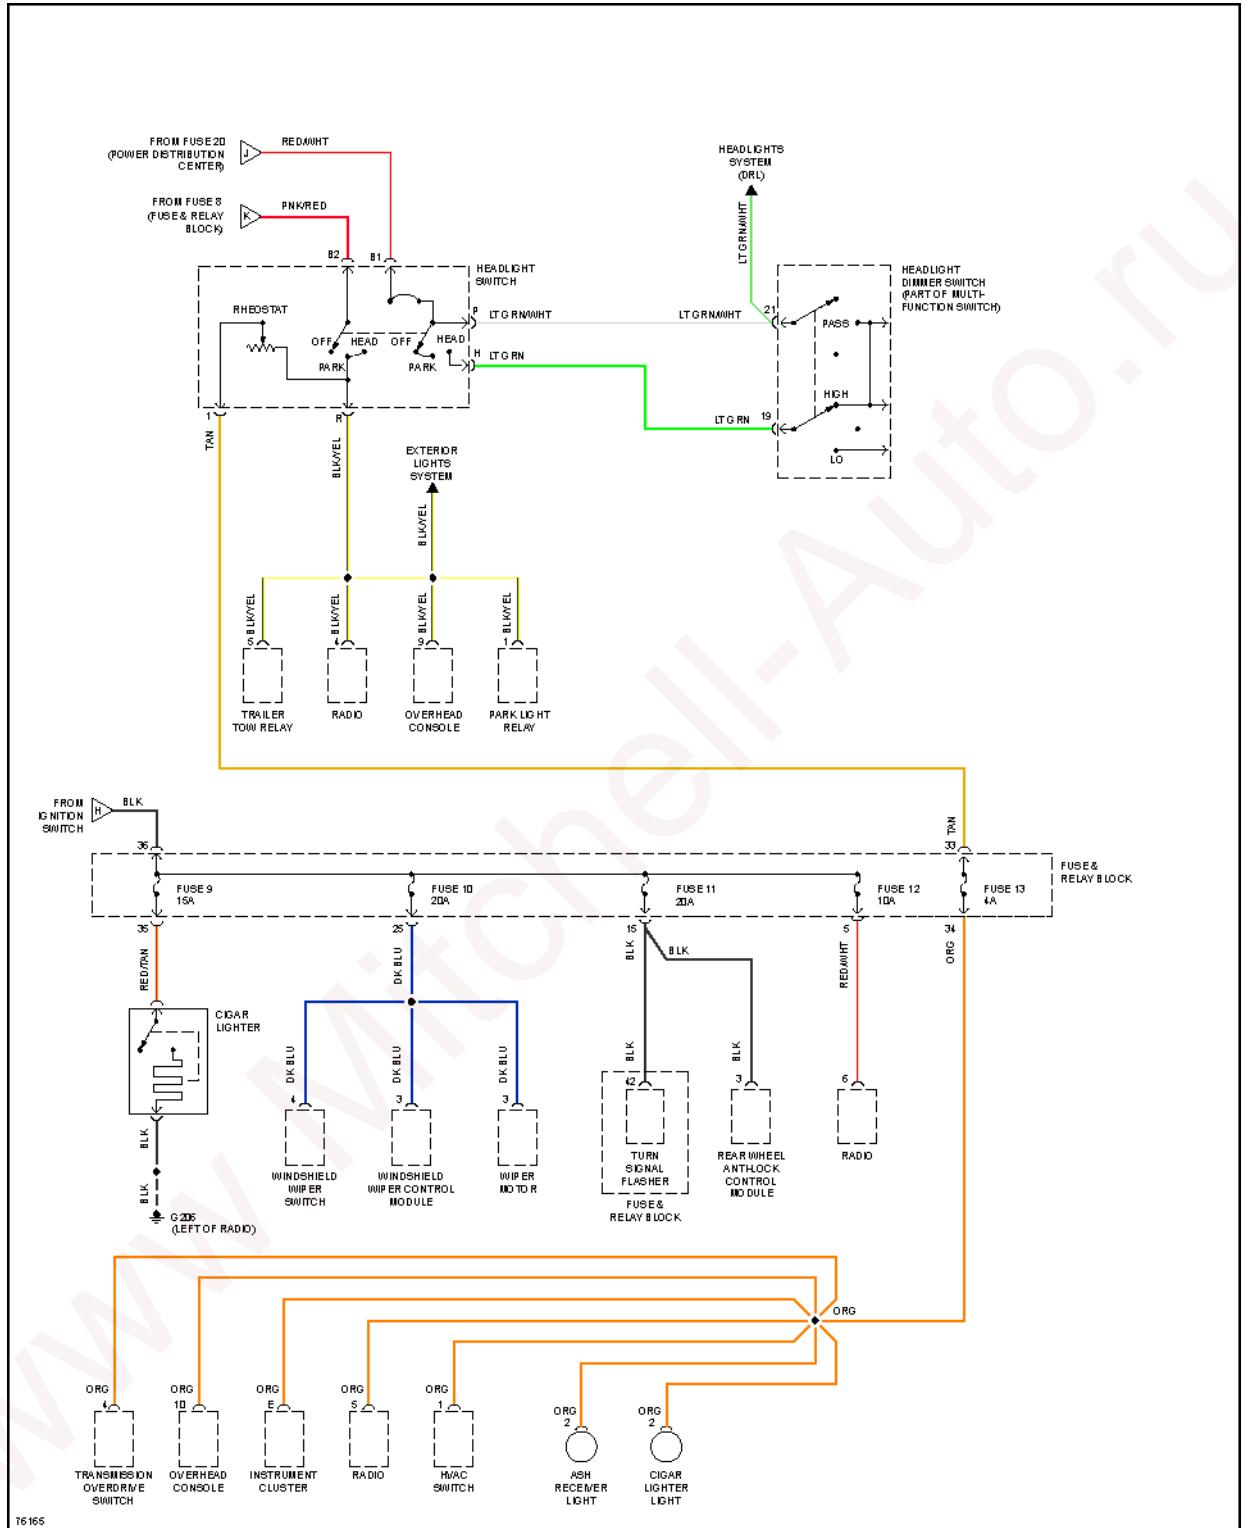 FROM FUSE 20
(POWER DISTRIBUTION
CENTER)
J
RED/WHT
FROM FUSE 8
(FUSE & RELAY
BLOCK)
K
PNK/RED
HEADLIGHTS
SYSTEM
(DRL)
LT GRN/WHT
B2
B1
HEADLIGHT
SWITCH
RHEOSTAT
OFF
HEAD
PARK
OFF
HEAD
PARK
P
LT GRN/WHT
LT GRN/WHT
21
H
LT GRN
LT GRN
19
HEADLIGHT
DIMMER SWITCH
(PART OF MULTI-
FUNCTION SWITCH)
PASS
HIGH
LO
1
R
TAN
BLK/YEL
EXTERIOR
LIGHTS
SYSTEM
BLK/YEL
BLK/YEL
BLK/YEL
BLK/YEL
BLK/YEL
5
4
9
1
TRAILER
TOW RELAY
RADIO
OVERHEAD
CONSOLE
PARK LIGHT
RELAY
FROM
IGNITION
SWITCH
H
BLK
36
TAN
33
FUSE &
RELAY BLOCK
FUSE 9
15A
FUSE 10
20A
FUSE 11
20A
FUSE 12
10A
FUSE 13
4A
35
25
15
5
34
RED/TAN
DK BLU
BLK
BLK
RED/WHT
ORG
CIGAR
LIGHTER
DK BLU
DK BLU
DK BLU
BLK
BLK
4
3
3
42
3
6
WINDSHIELD
WIPER
SWITCH
WINDSHIELD
WIPER CONTROL
MODULE
WIPER
MOTOR
TURN
SIGNAL
FLASHER
FUSE &
RELAY BLOCK
REAR WHEEL
ANTI-LOCK
CONTROL
MODULE
RADIO
BLK
BLK
G205
(LEFT OF RADIO)
ORG
ORG
4
ORG
10
ORG
E
ORG
5
ORG
1
ORG
2
ORG
2
TRANSMISSION
OVERDRIVE
SWITCH
OVERHEAD
CONSOLE
INSTRUMENT
CLUSTER
RADIO
HVAC
SWITCH
ASH
RECEIVER
LIGHT
CIGAR
LIGHTER
LIGHT
76165
www.Mitchell-Auto.ru